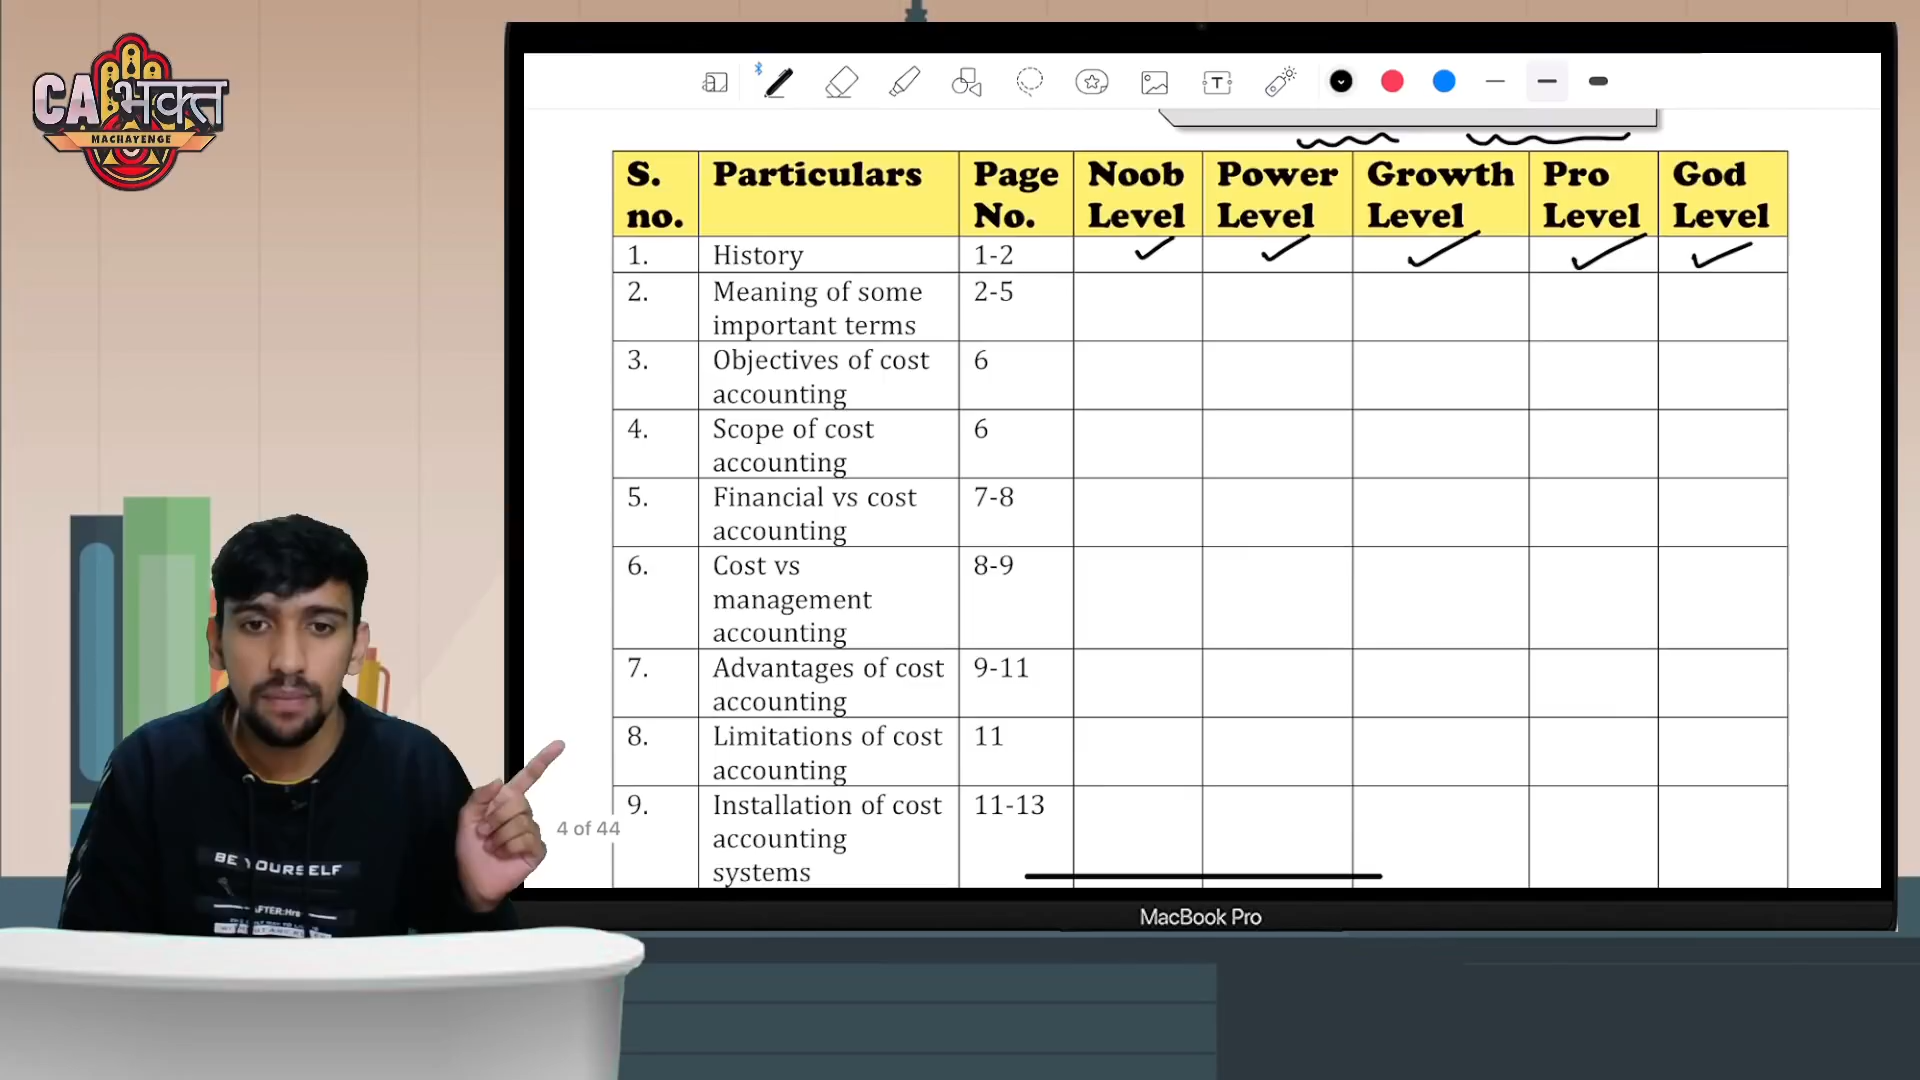 CA भक्त
MACHAYENGE
S. no. Particulars Page No. Noob Level Power Level Growth Level Pro Level God Level
1. History 1-2 ✓ ✓ ✓ ✓ ✓
2. Meaning of some important terms 2-5
3. Objectives of cost accounting 6
4. Scope of cost accounting 6
5. Financial vs cost accounting 7-8
6. Cost vs management accounting 8-9
7. Advantages of cost accounting 9-11
8. Limitations of cost accounting 11
9. Installation of cost accounting systems 11-13
4 of 44
BE YOURSELF
AFTER:Hrs
MacBook Pro